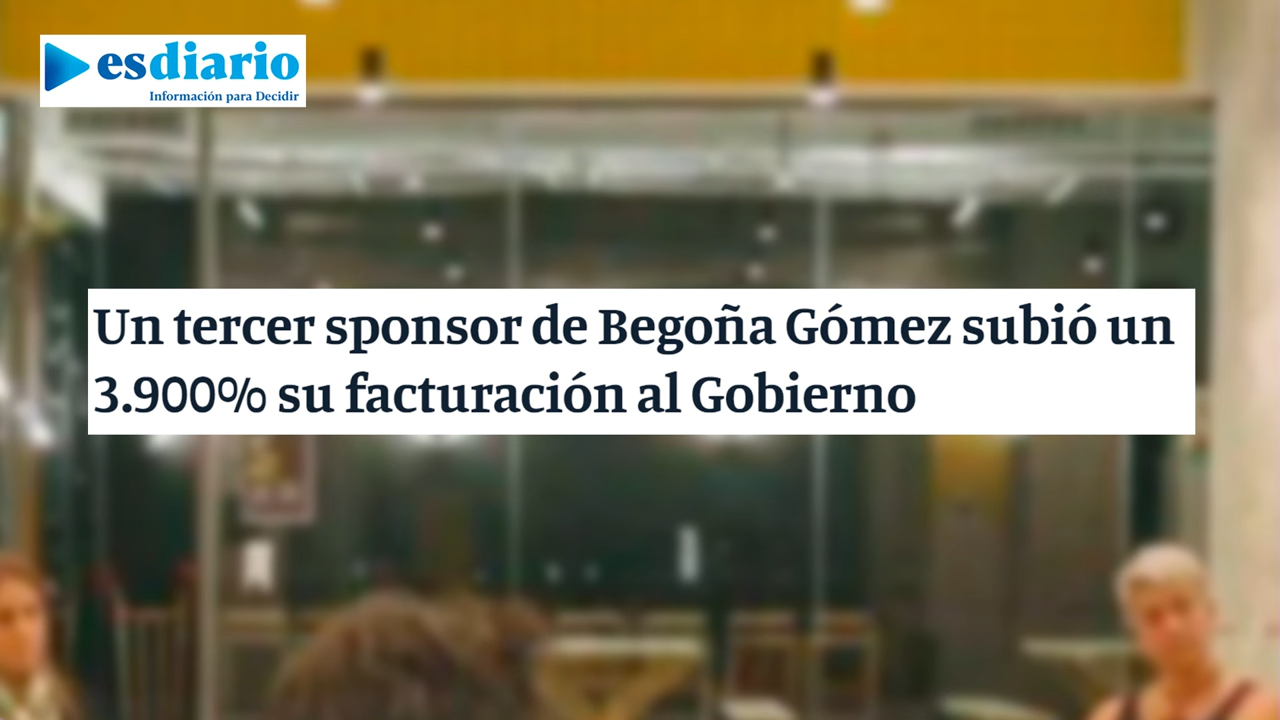 esdiario
Información para Decidir
Un tercer sponsor de Begoña Gómez subió un
3.900% su facturación al Gobierno